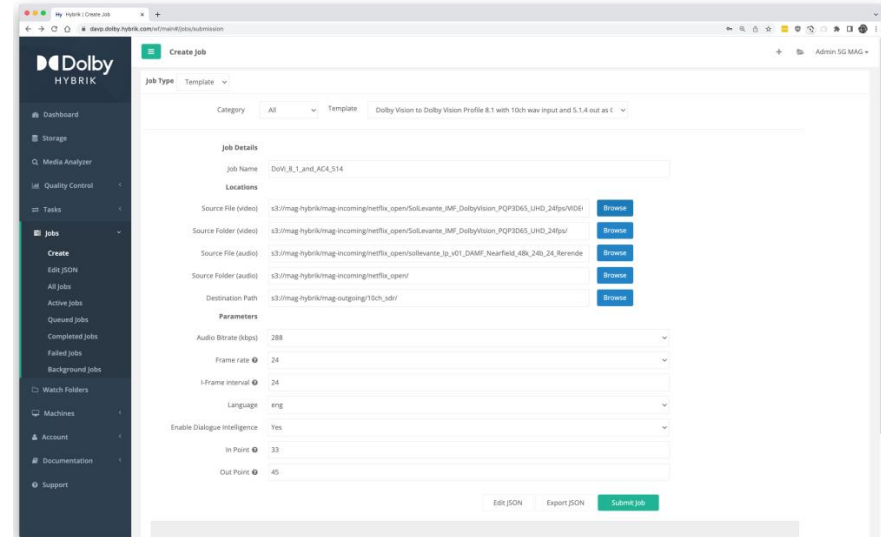 Hy Hybrik | Create Job
davp.dolby.hybrik.com/wf/main#/jobs/submission
Dolby
HYBRIK
Create Job
Admin SG MAG
Job Type Template
Category All Template Dolby Vision to Dolby Vision Profile 8.1 with 10ch wav input and 5.1.4 out as
Dashboard
Storage
Media Analyzer
Quality Control
Tasks
Jobs
Create
Edit JSON
All Jobs
Active Jobs
Queued Jobs
Completed Jobs
Failed Jobs
Background Jobs
Watch Folders
Machines
Account
Documentation
Support
Job Details
Job Name DoVi_8_1_and_AC4_514
Locations
Source File (video) s3://mag-hybrik/mag-incoming/netflix_open/SolLevante_IMF_DolbyVision_PQP3D65_UHD_24fps/VIDE Browse
Source Folder (video) s3://mag-hybrik/mag-incoming/netflix_open/SolLevante_IMF_DolbyVision_PQP3D65_UHD_24fps/ Browse
Source File (audio) s3://mag-hybrik/mag-incoming/netflix_open/sollevante_lp_v01_DAMF_Nearfield_48k_24b_24_Rerende Browse
Source Folder (audio) s3://mag-hybrik/mag-incoming/netflix_open/ Browse
Destination Path s3://mag-hybrik/mag-outgoing/10ch_sdr/ Browse
Parameters
Audio Bitrate (kbps) 288
Frame rate 24
I-Frame interval 24
Language eng
Enable Dialogue Intelligence Yes
In Point 33
Out Point 45
Edit JSON Export JSON Submit Job